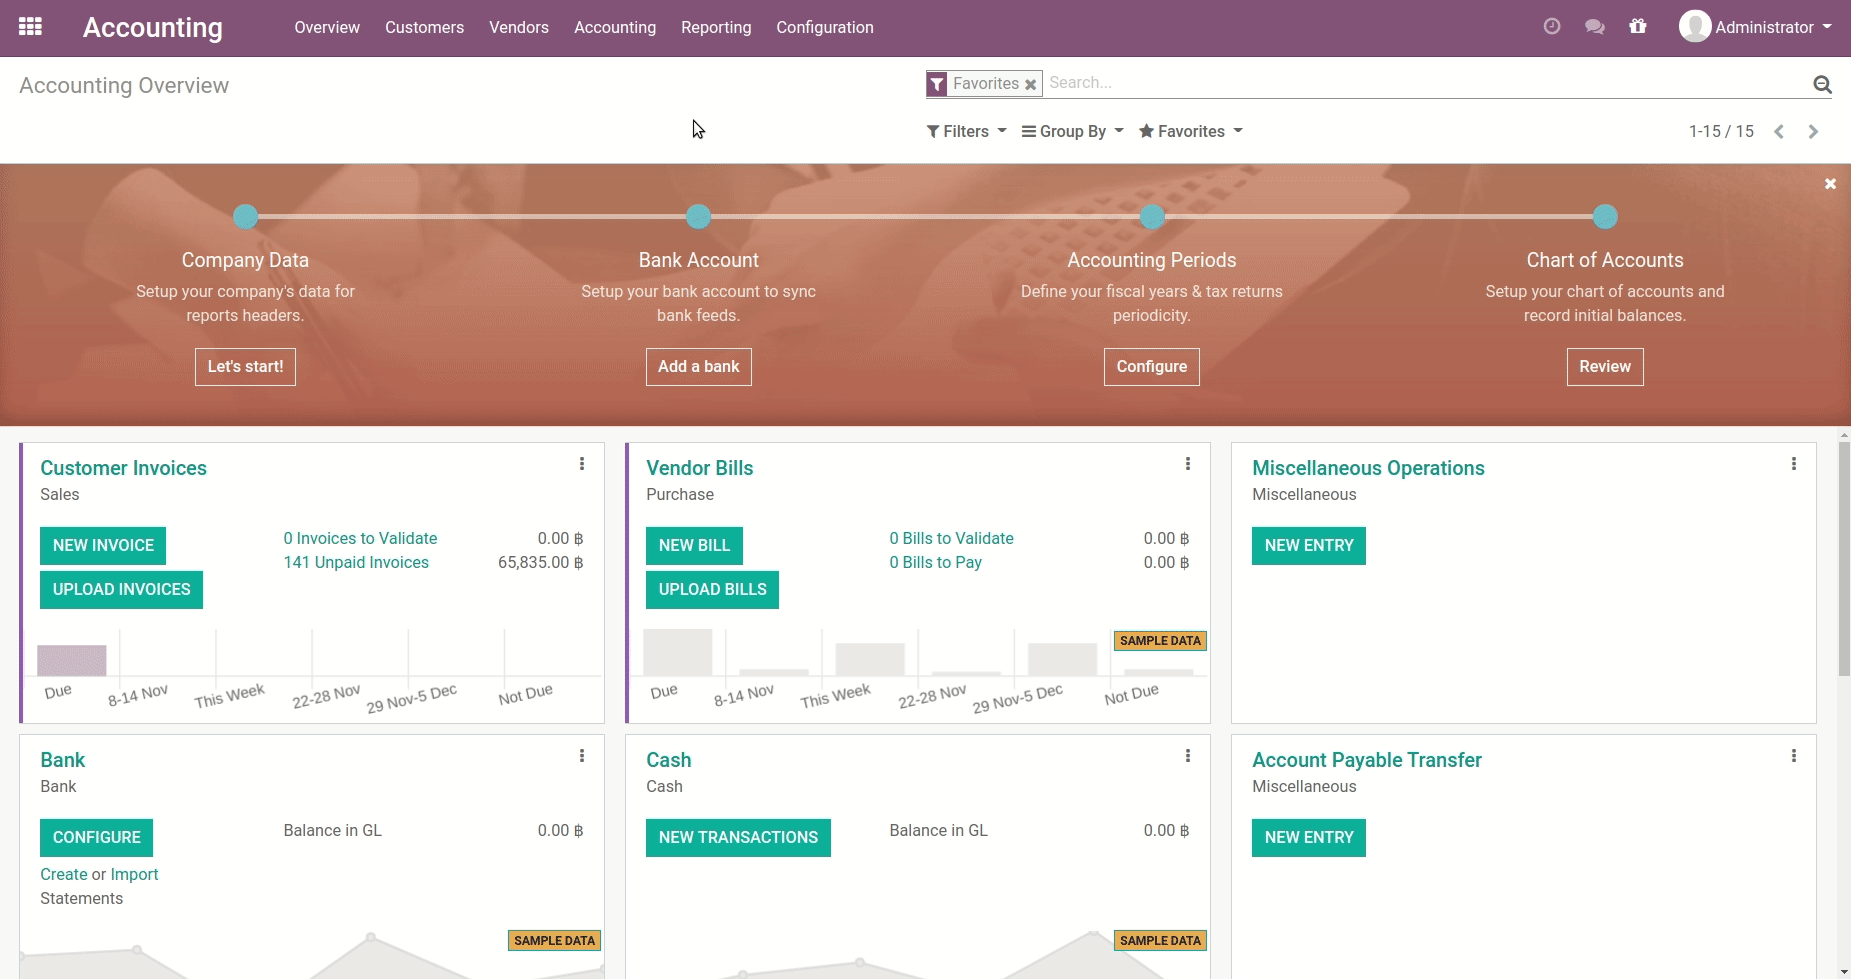 Accounting
Overview Customers Vendors Accounting Reporting Configuration
Administrator
Accounting Overview
Favorites Search...
Filters Group By Favorites
1-15 / 15
Company Data
Setup your company's data for
reports headers.
Let's start!
Bank Account
Setup your bank account to sync
bank feeds.
Add a bank
Accounting Periods
Define your fiscal years & tax returns
periodicity.
Configure
Chart of Accounts
Setup your chart of accounts and
record initial balances.
Review
Customer Invoices
Sales
NEW INVOICE
UPLOAD INVOICES
0 Invoices to Validate 0.00 ฿
141 Unpaid Invoices 65,835.00 ฿
Due 8-14 Nov This Week 22-28 Nov 29 Nov-5 Dec Not Due
Vendor Bills
Purchase
NEW BILL
UPLOAD BILLS
0 Bills to Validate 0.00 ฿
0 Bills to Pay 0.00 ฿
SAMPLE DATA
Due 8-14 Nov This Week 22-28 Nov 29 Nov-5 Dec Not Due
Miscellaneous Operations
Miscellaneous
NEW ENTRY
Bank
Bank
CONFIGURE
Balance in GL 0.00 ฿
Create or Import
Statements
SAMPLE DATA
Cash
Cash
NEW TRANSACTIONS
Balance in GL 0.00 ฿
SAMPLE DATA
Account Payable Transfer
Miscellaneous
NEW ENTRY